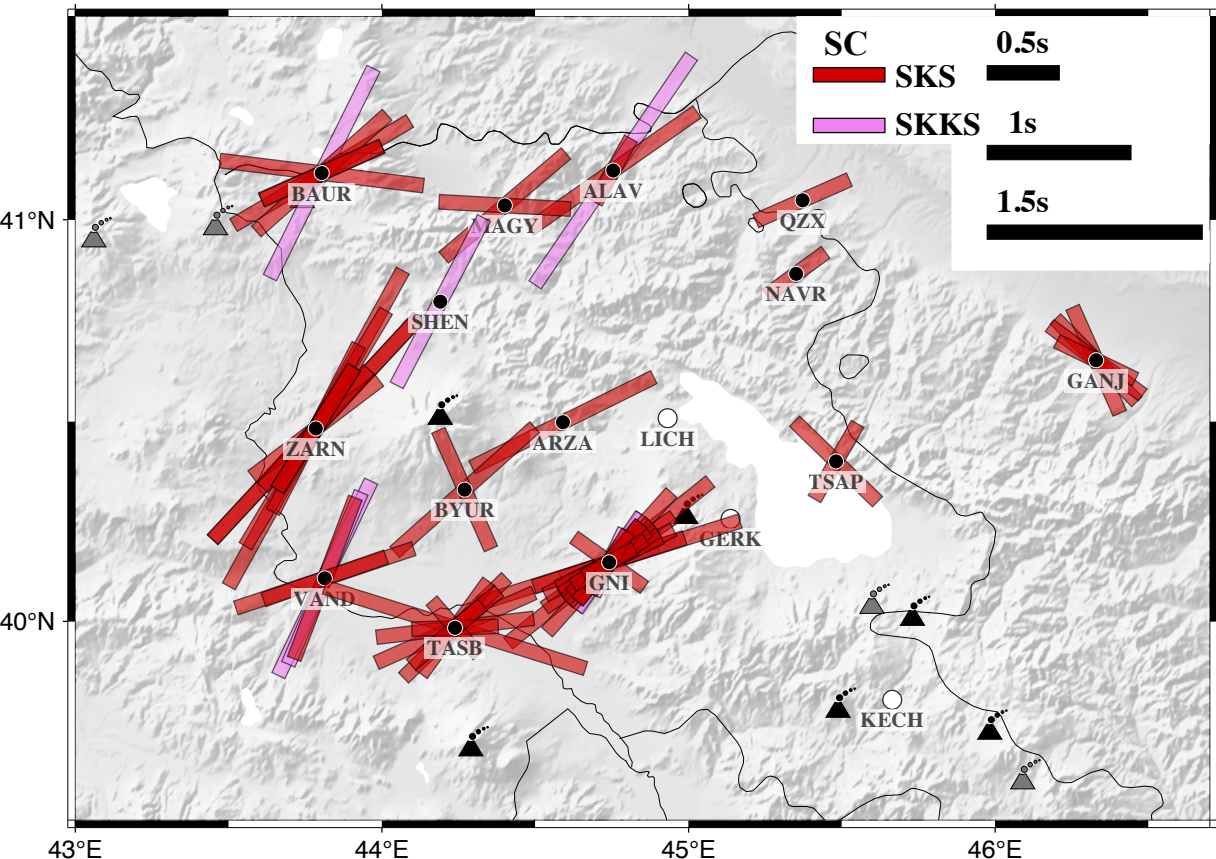 SC
0.5s
SKS
SKKS
1s
1.5s
BAUR
ALAV
MAGY
QZX
41°N
NAVR
SHEN
GANJ
ZARN
ARZA
LICH
TSAP
BYUR
GERK
GNI
VAND
40°N
TASB
KECH
43°E
44°E
45°E
46°E